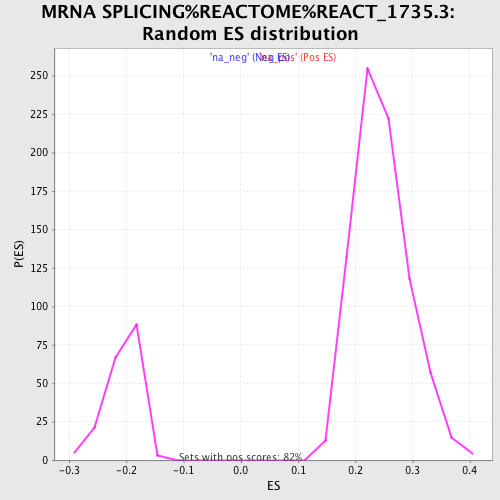 MRNA SPLICING%REACTOME%REACT_1735.3:
Random ES distribution
'na_neg' (Neg ES) 'na_pos' (Pos ES)
250
225
200
175
150
125
100
75
50
25
0
P(ES)
Sets with pos scores: 82%
-0.3 -0.2 -0.1 0.0 0.1 0.2 0.3 0.4
ES